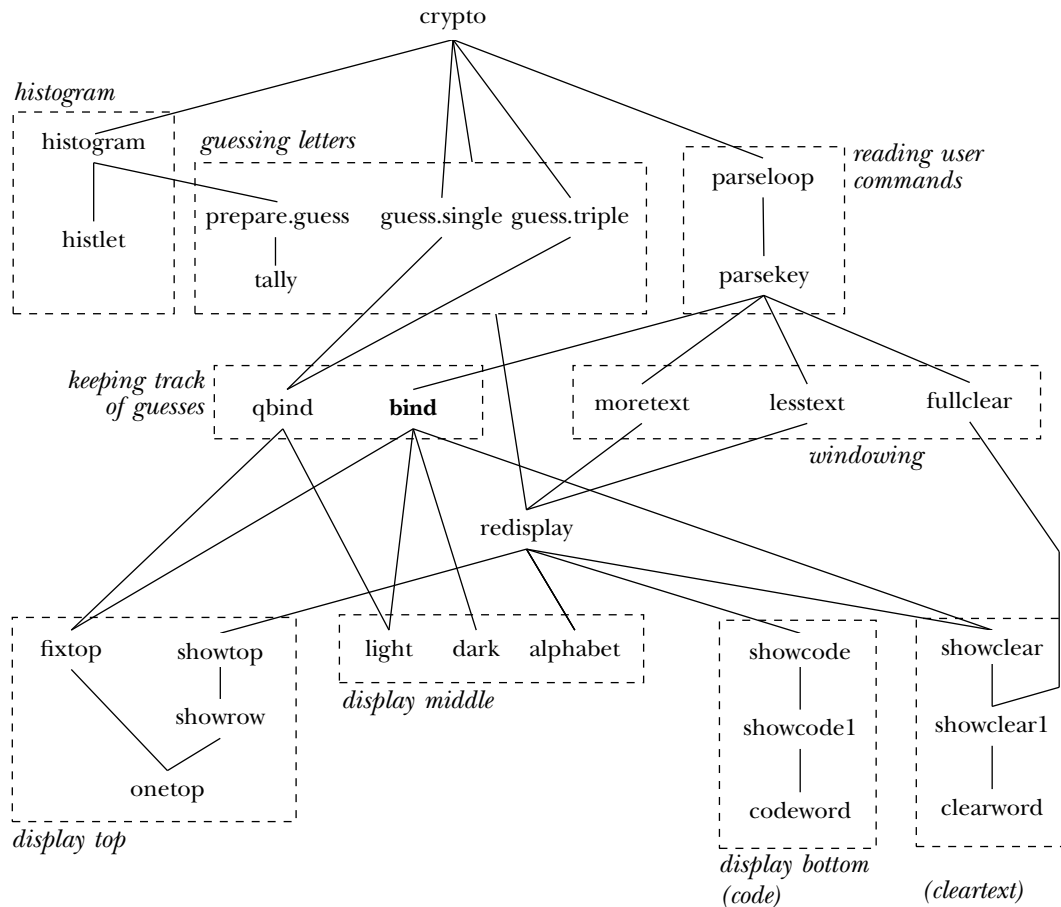 crypto
histogram
histogram
guessing letters
reading user
commands
parseloop
prepare.guess
guess.single
guess.triple
histlet
tally
parsekey
keeping track
of guesses
qbind
bind
moretext
lesstext
fullclear
windowing
redisplay
fixtop
showtop
light
dark
alphabet
showcode
showclear
display middle
showrow
showcode1
showclear1
onetop
codeword
clearword
display top
display bottom
(code)
(cleartext)